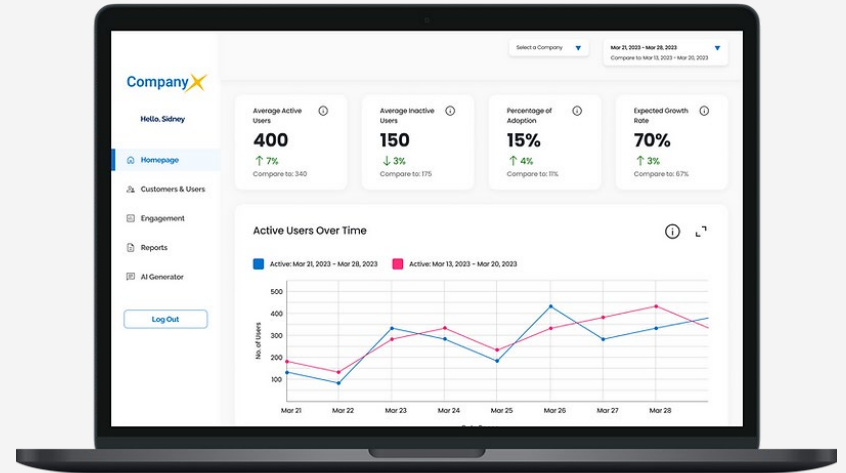 Company
Hello, Sidney
Homepage
Customers & Users
Engagement
Reports
AI Generator
Log Out
Select a Company
Mar 21, 2023 - Mar 28, 2023
Compare to Mar 13, 2023 - Mar 20, 2023
Average Active
Users
400
7%
Compare to: 340
Average Inactive
Users
150
3%
Compare to: 175
Percentage of
Adoption
15%
4%
Compare to: 11%
Expected Growth
Rate
70%
3%
Compare to: 67%
Active Users Over Time
Active: Mar 21, 2023 - Mar 28, 2023
Active: Mar 13, 2023 - Mar 20, 2023
No. of Users
500
400
300
200
100
Mar 21
Mar 22
Mar 23
Mar 24
Mar 25
Mar 26
Mar 27
Mar 28